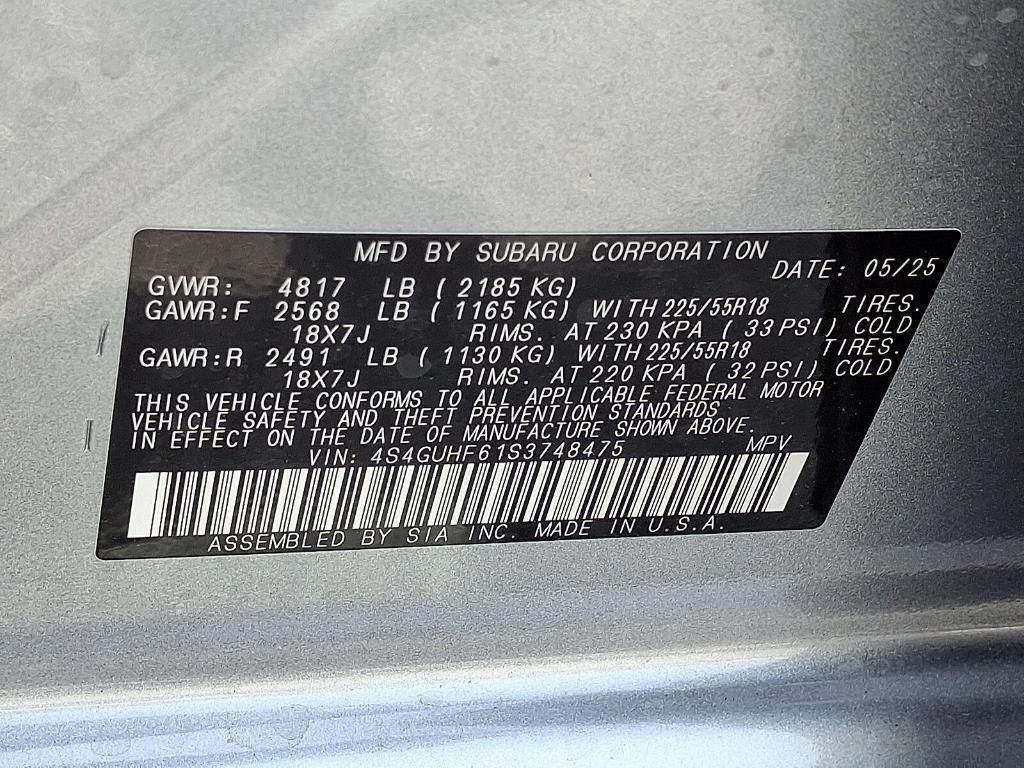 MFD BY SUBARU CORPORATION
DATE: 05/25
GVWR: 4817 LB ( 2185 KG)
GAWR:F 2568 LB ( 1165 KG) WITH 225/55R18 TIRES.
18X7J RIMS. AT 230 KPA ( 33 PSI) COLD
GAWR:R 2491 LB ( 1130 KG) WITH 225/55R18 TIRES.
18X7J RIMS. AT 220 KPA ( 32 PSI) COLD
THIS VEHICLE CONFORMS TO ALL APPLICABLE FEDERAL MOTOR
VEHICLE SAFETY AND THEFT PREVENTION STANDARDS
IN EFFECT ON THE DATE OF MANUFACTURE SHOWN ABOVE.
VIN: 4S4GUHF61S3748475 MPV
ASSEMBLED BY SIA INC. MADE IN U.S.A.